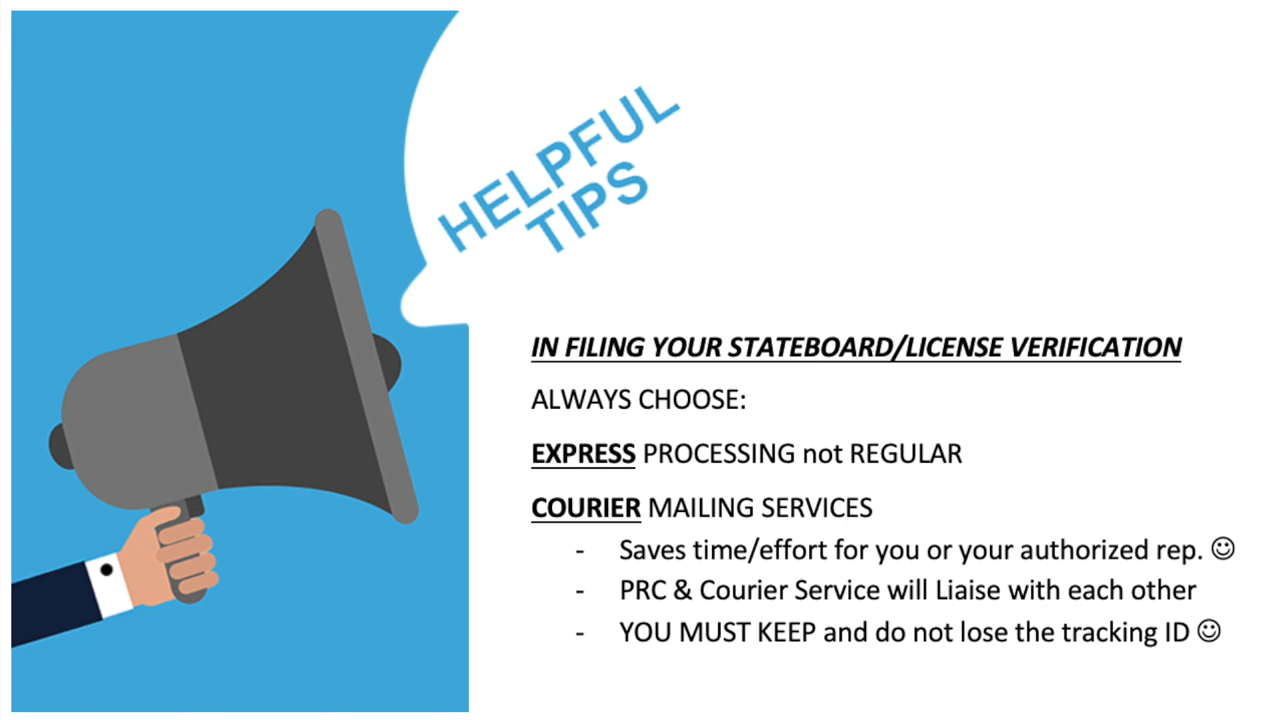 HELPFUL
TIPS
IN FILING YOUR STATEBOARD/LICENSE VERIFICATION
ALWAYS CHOOSE:
EXPRESS PROCESSING not REGULAR
COURIER MAILING SERVICES
- Saves time/effort for you or your authorized rep. ☺
- PRC & Courier Service will Liaise with each other
- YOU MUST KEEP and do not lose the tracking ID ☺